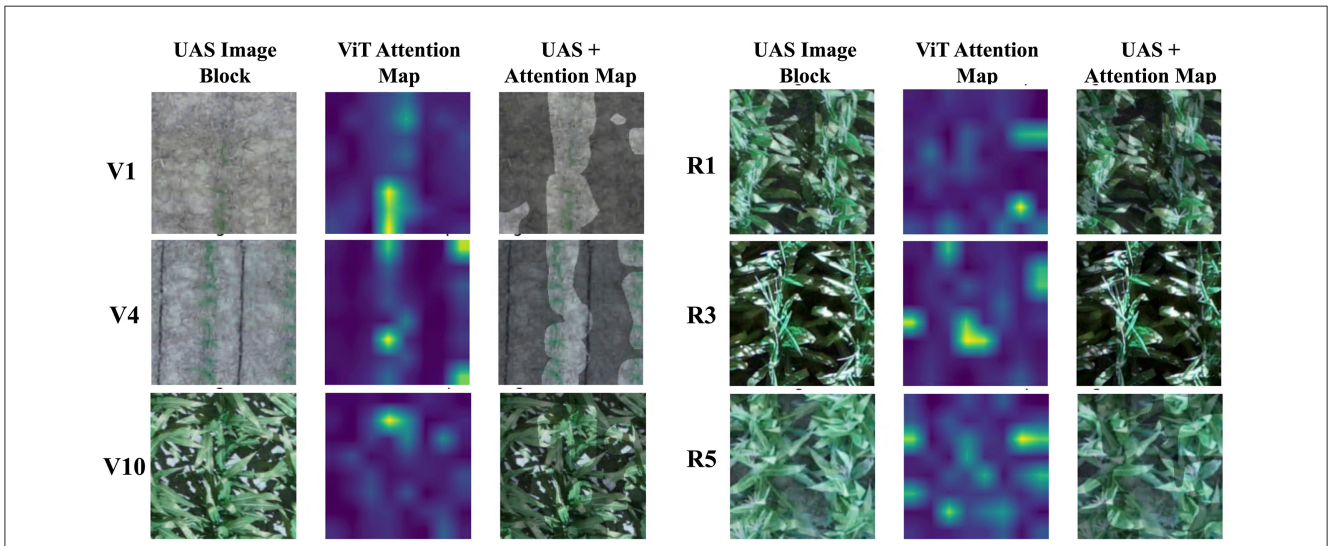 UAS Image
Block
ViT Attention
Map
UAS +
Attention Map
UAS Image
Block
ViT Attention
Map
UAS +
Attention Map
V1
R1
V4
R3
V10
R5